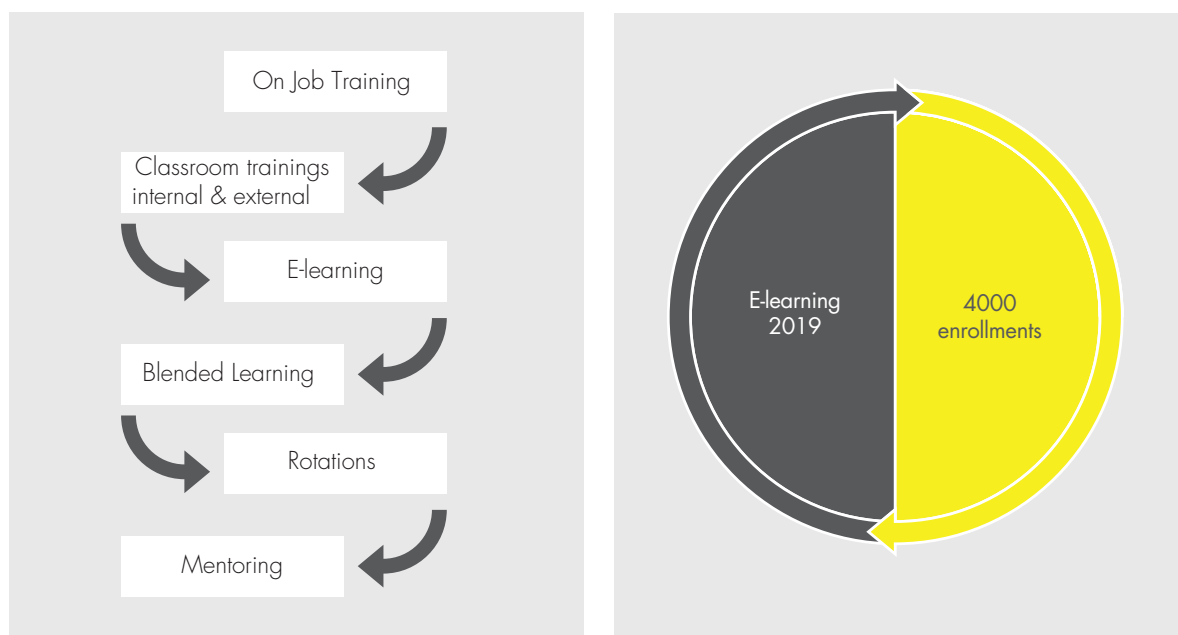 On Job Training
Classroom trainings
internal & external
E-learning
Blended Learning
Rotations
Mentoring
E-learning
2019
4000
enrollments